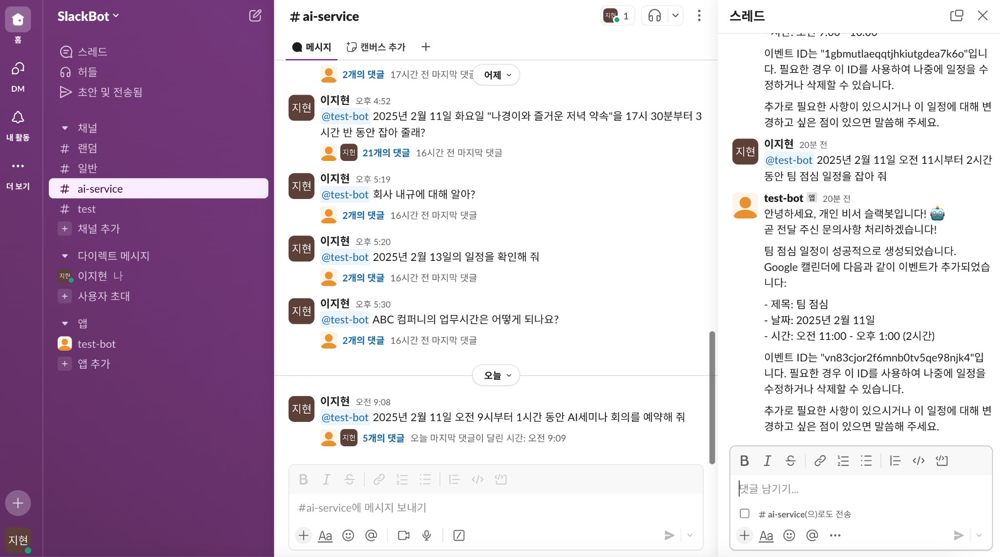 홈
DM
내 활동
더 보기
지현
SlackBot
스레드
허들
초안 및 전송됨
채널
# 랜덤
# 일반
# ai-service
# test
+ 채널 추가
다이렉트 메시지
지현 이지현 나
+ 사용자 초대
앱
test-bot
+ 앱 추가
# ai-service
지현 1
메시지 캔버스 추가 +
2개의 댓글 17시간 전 마지막 댓글
어제
지현
이지현 오후 4:52
@test-bot 2025년 2월 11일 화요일 "나경이와 즐거운 저녁 약속"을 17시 30분부터 3
시간 반 동안 잡아 줄래?
지현 21개의 댓글 16시간 전 마지막 댓글
지현
이지현 오후 5:19
@test-bot 회사 내규에 대해 알아?
2개의 댓글 16시간 전 마지막 댓글
지현
이지현 오후 5:20
@test-bot 2025년 2월 13일의 일정을 확인해 줘
2개의 댓글 16시간 전 마지막 댓글
지현
이지현 오후 5:30
@test-bot ABC 컴퍼니의 업무시간은 어떻게 되나요?
2개의 댓글 16시간 전 마지막 댓글
오늘
지현
이지현 오전 9:08
@test-bot 2025년 2월 11일 오전 9시부터 1시간 동안 AI세미나 회의를 예약해 줘
지현 5개의 댓글 오늘 마지막 댓글이 달린 시간: 오전 9:09
B I S
#ai-service에 메시지 보내기
+ Aa @
스레드
- 시간: 오전 9:00 - 10:00
이벤트 ID는 "1gbmutlaeqqtjhkiutgdea7k6o"입니
다. 필요한 경우 이 ID를 사용하여 나중에 일정을 수
정하거나 삭제할 수 있습니다.
추가로 필요한 사항이 있으시거나 이 일정에 대해 변
경하고 싶은 점이 있으면 말씀해 주세요.
지현
이지현 20분 전
@test-bot 2025년 2월 11일 오전 11시부터 2시간
동안 팀 점심 일정을 잡아 줘
test-bot 앱 20분 전
안녕하세요, 개인 비서 슬랙봇입니다! 🤖
곧 전달 주신 문의사항 처리하겠습니다!
팀 점심 일정이 성공적으로 생성되었습니다.
Google 캘린더에 다음과 같이 이벤트가 추가되었습
니다:
- 제목: 팀 점심
- 날짜: 2025년 2월 11일
- 시간: 오전 11:00 - 오후 1:00 (2시간)
이벤트 ID는 "vn83cjor2f6mnb0tv5qe98njk4"입
니다. 필요한 경우 이 ID를 사용하여 나중에 일정을
수정하거나 삭제할 수 있습니다.
추가로 필요한 사항이 있으시거나 이 일정에 대해 변
경하고 싶은 점이 있으면 말씀해 주세요.
B I S
댓글 남기기...
# ai-service(으)로도 전송
+ Aa @